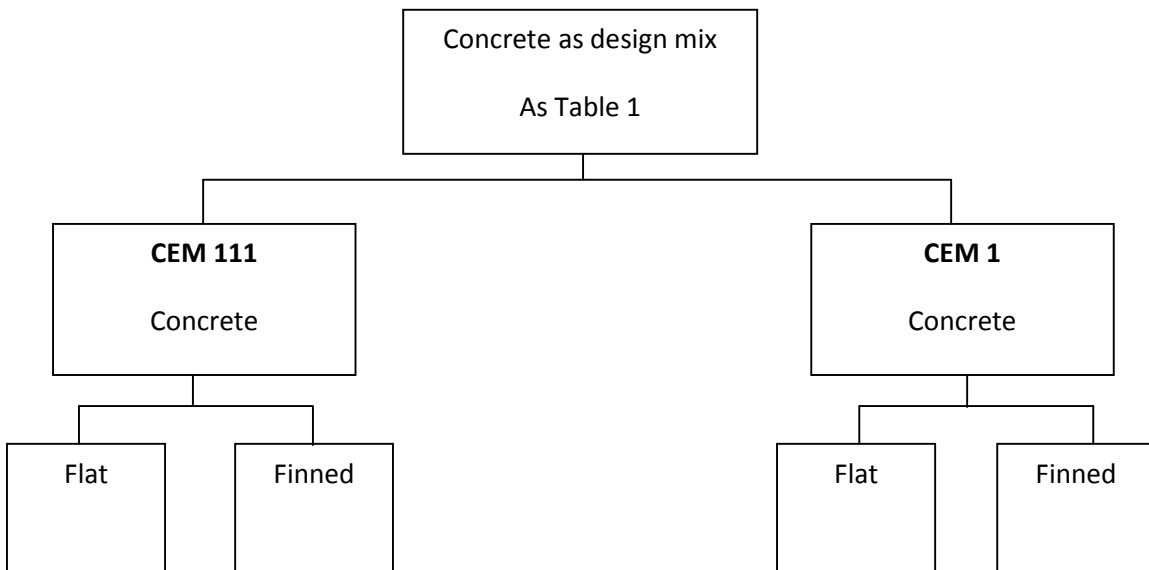 Concrete as design mix
As Table 1
CEM 111
Concrete
CEM 1
Concrete
Flat
Finned
Flat
Finned